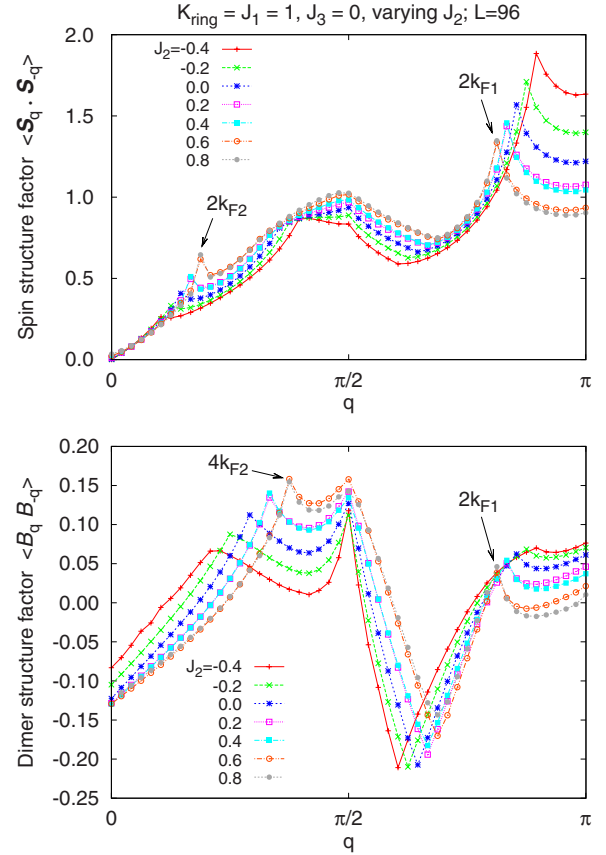 K_ring = J_1 = 1, J_3 = 0, varying J_2; L=96
Spin structure factor <S_q . S_-q>
2.0
1.5
1.0
0.5
0.0
J_2=-0.4
-0.2
0.0
0.2
0.4
0.6
0.8
2k_F1
2k_F2
0
π/2
π
q
Dimer structure factor <B_q B_-q>
0.20
0.15
0.10
0.05
0.00
-0.05
-0.10
-0.15
-0.20
-0.25
4k_F2
2k_F1
J_2=-0.4
-0.2
0.0
0.2
0.4
0.6
0.8
0
π/2
π
q